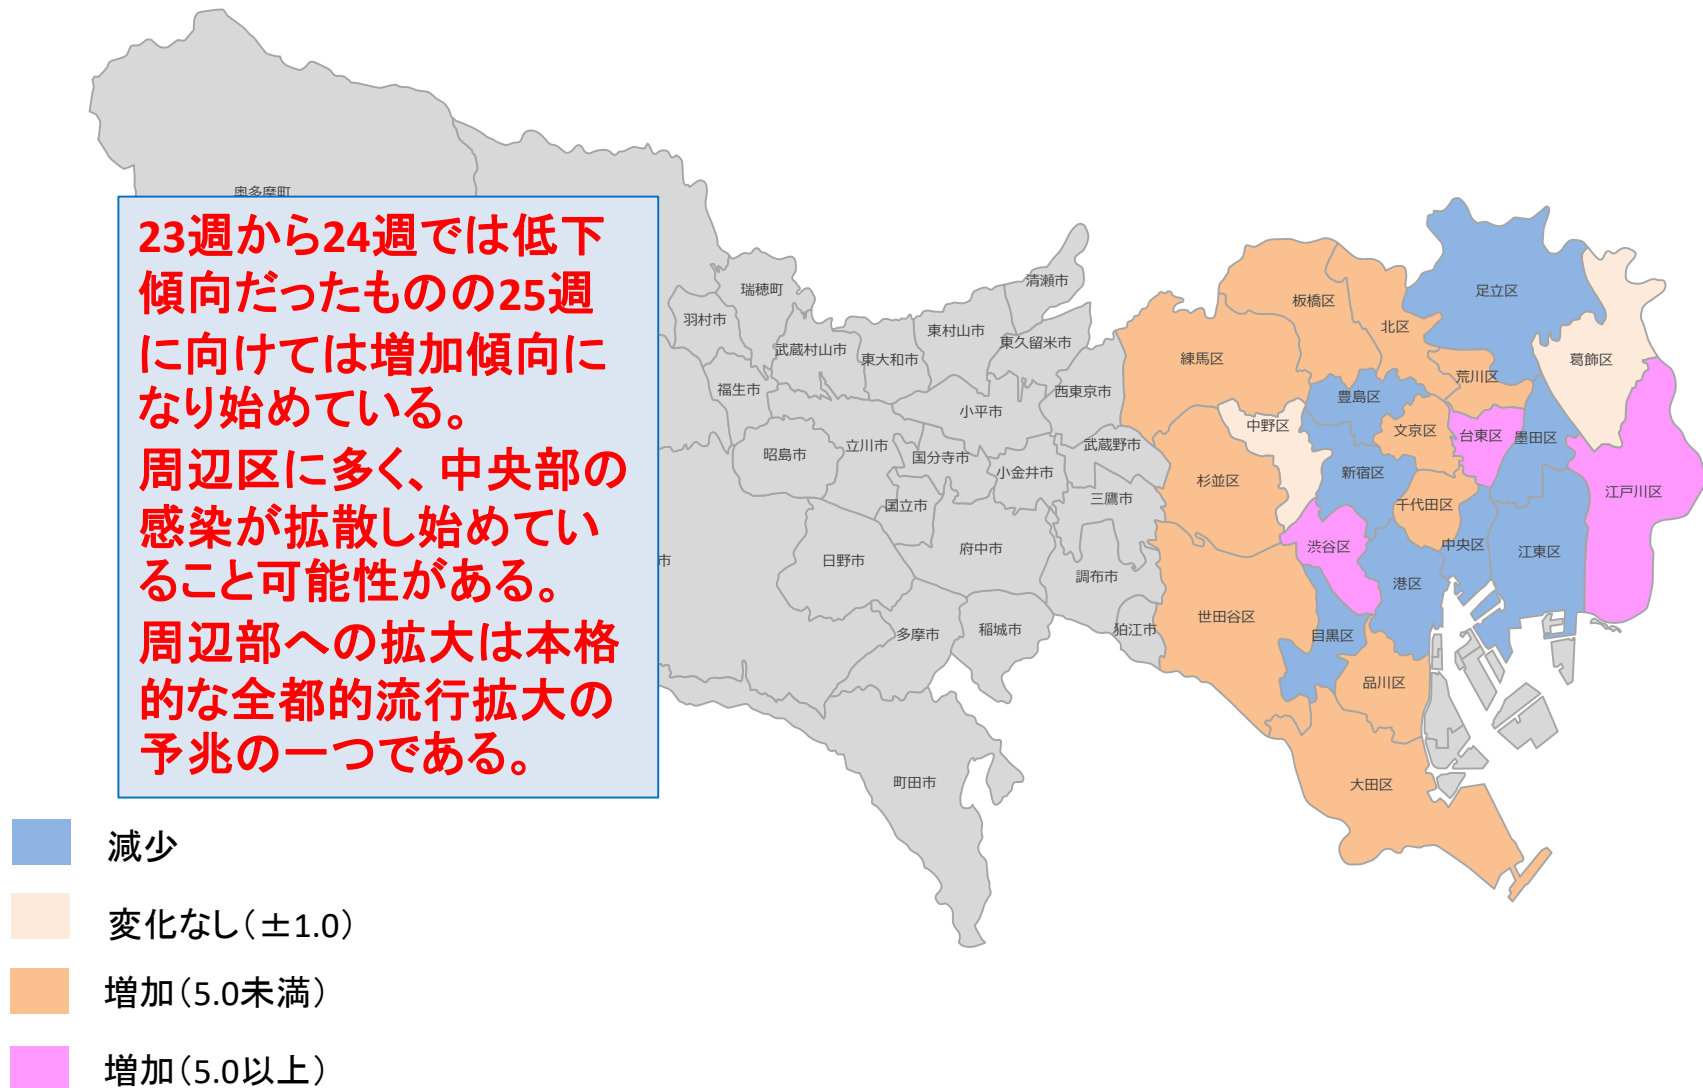 奥多摩町
23週から24週では低下
傾向だったものの25週
に向けては増加傾向に
なり始めている。
周辺区に多く、中央部の
感染が拡散し始めてい
ること可能性がある。
周辺部への拡大は本格
的な全都的流行拡大の
予兆の一つである。
瑞穂町
羽村市
武蔵村山市
東大和市
東村山市
清瀬市
東久留米市
福生市
西東京市
小平市
昭島市
立川市
国分寺市
小金井市
武蔵野市
国立市
三鷹市
市
日野市
府中市
調布市
多摩市
稲城市
狛江市
町田市
足立区
板橋区
北区
練馬区
葛飾区
荒川区
豊島区
中野区
文京区
台東区
墨田区
杉並区
新宿区
千代田区
江戸川区
渋谷区
中央区
江東区
港区
世田谷区
目黒区
品川区
大田区
減少
変化なし（±1.0）
増加（5.0未満）
増加（5.0以上）